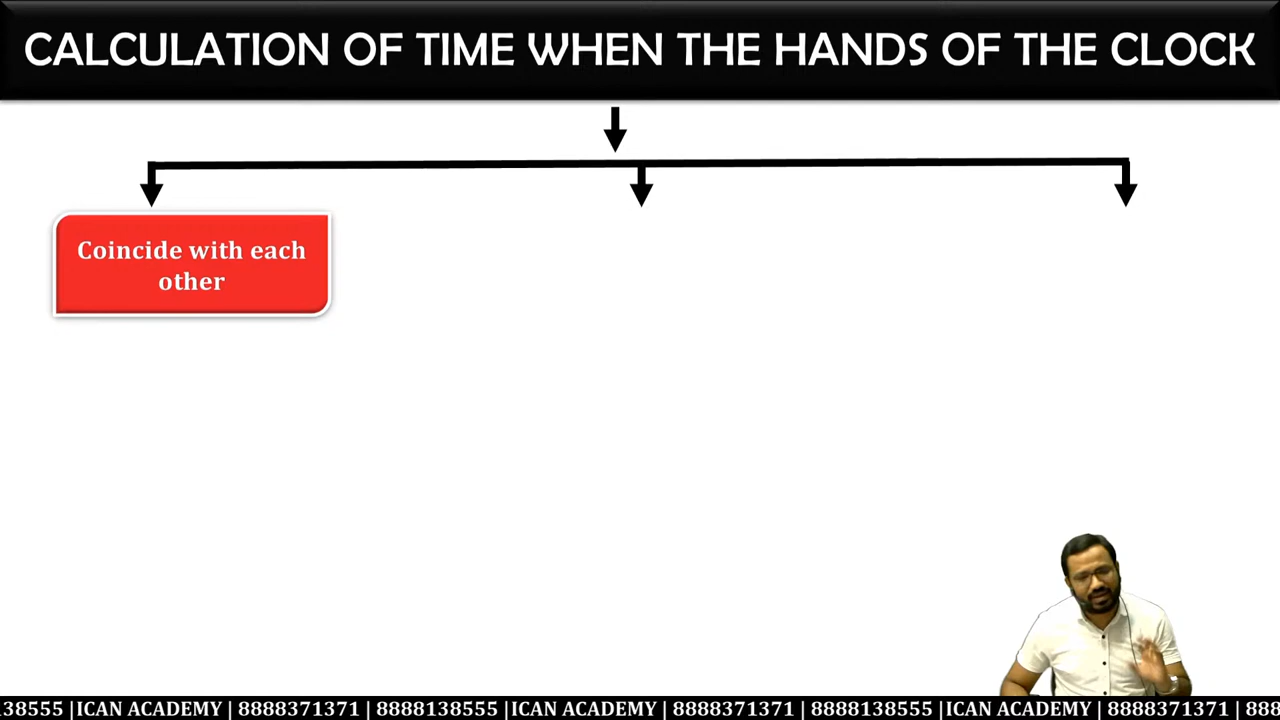 CALCULATION OF TIME WHEN THE HANDS OF THE CLOCK
Coincide with each
other
138555 |ICAN ACADEMY | 8888371371 | 8888138555 |ICAN ACADEMY | 8888371371 | 8888138555 |ICAN ACADEMY | 8888371371 | 888